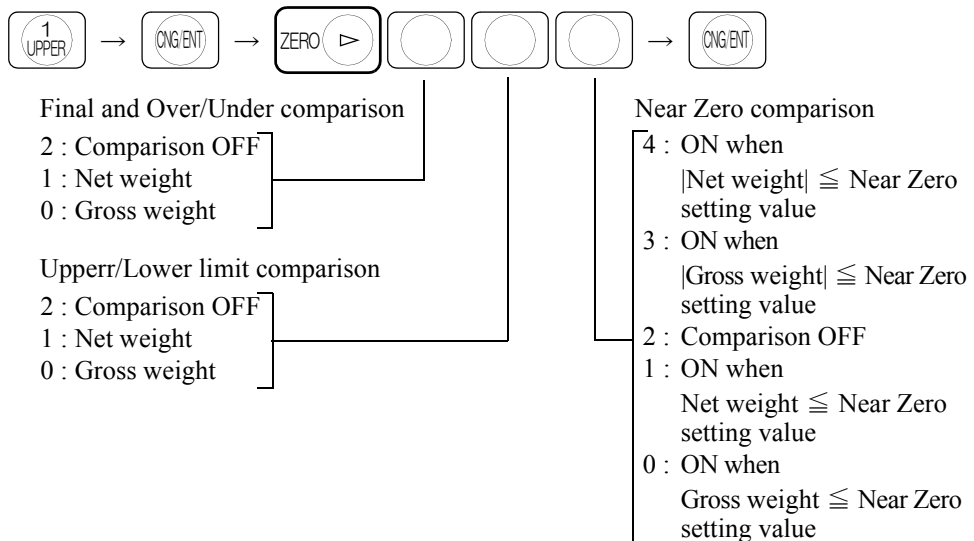 1 UPPER → CNG/ENT → ZERO ▷ → CNG/ENT
Final and Over/Under comparison
2 : Comparison OFF
1 : Net weight
0 : Gross weight
Upperr/Lower limit comparison
2 : Comparison OFF
1 : Net weight
0 : Gross weight
Near Zero comparison
4 : ON when
|Net weight| ≦ Near Zero
setting value
3 : ON when
|Gross weight| ≦ Near Zero
setting value
2 : Comparison OFF
1 : ON when
Net weight ≦ Near Zero
setting value
0 : ON when
Gross weight ≦ Near Zero
setting value